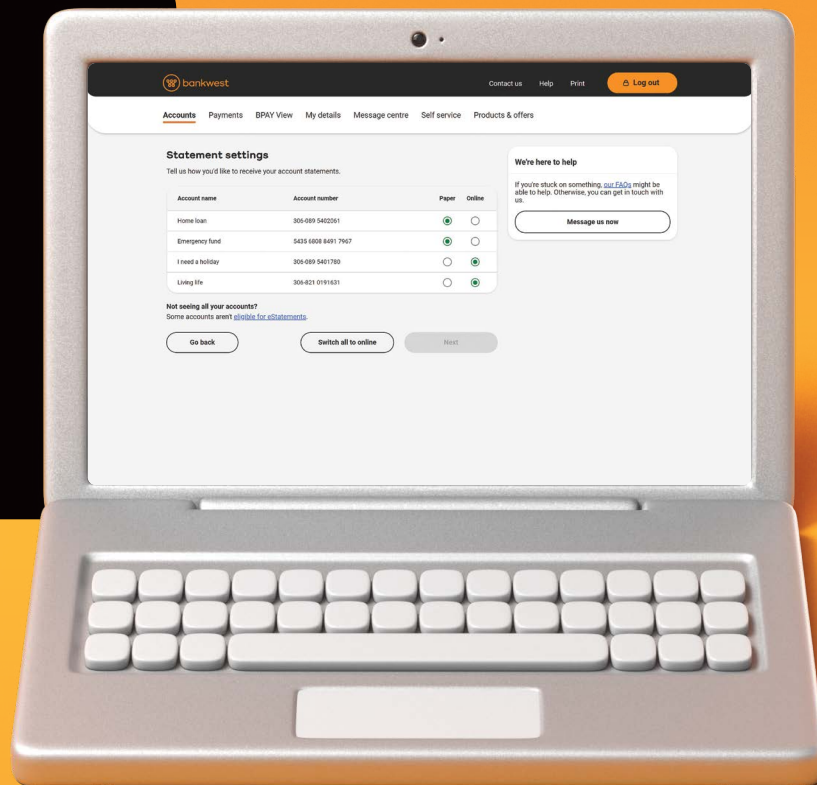 bankwest
Contact us Help Print Log out
Accounts Payments BPAY View My details Message centre Self service Products & offers
Statement settings
Tell us how you'd like to receive your account statements.
Account name Account number Paper Online
Home loan 306-089 5402061
Emergency fund 5435 6808 8491 7967
I need a holiday 306-089 5401780
Living life 306-821 0191631
Not seeing all your accounts?
Some accounts aren't eligible for eStatements.
Go back Switch all to online Next
We're here to help
If you're stuck on something, our FAQs might be
able to help. Otherwise, you can get in touch with
us.
Message us now